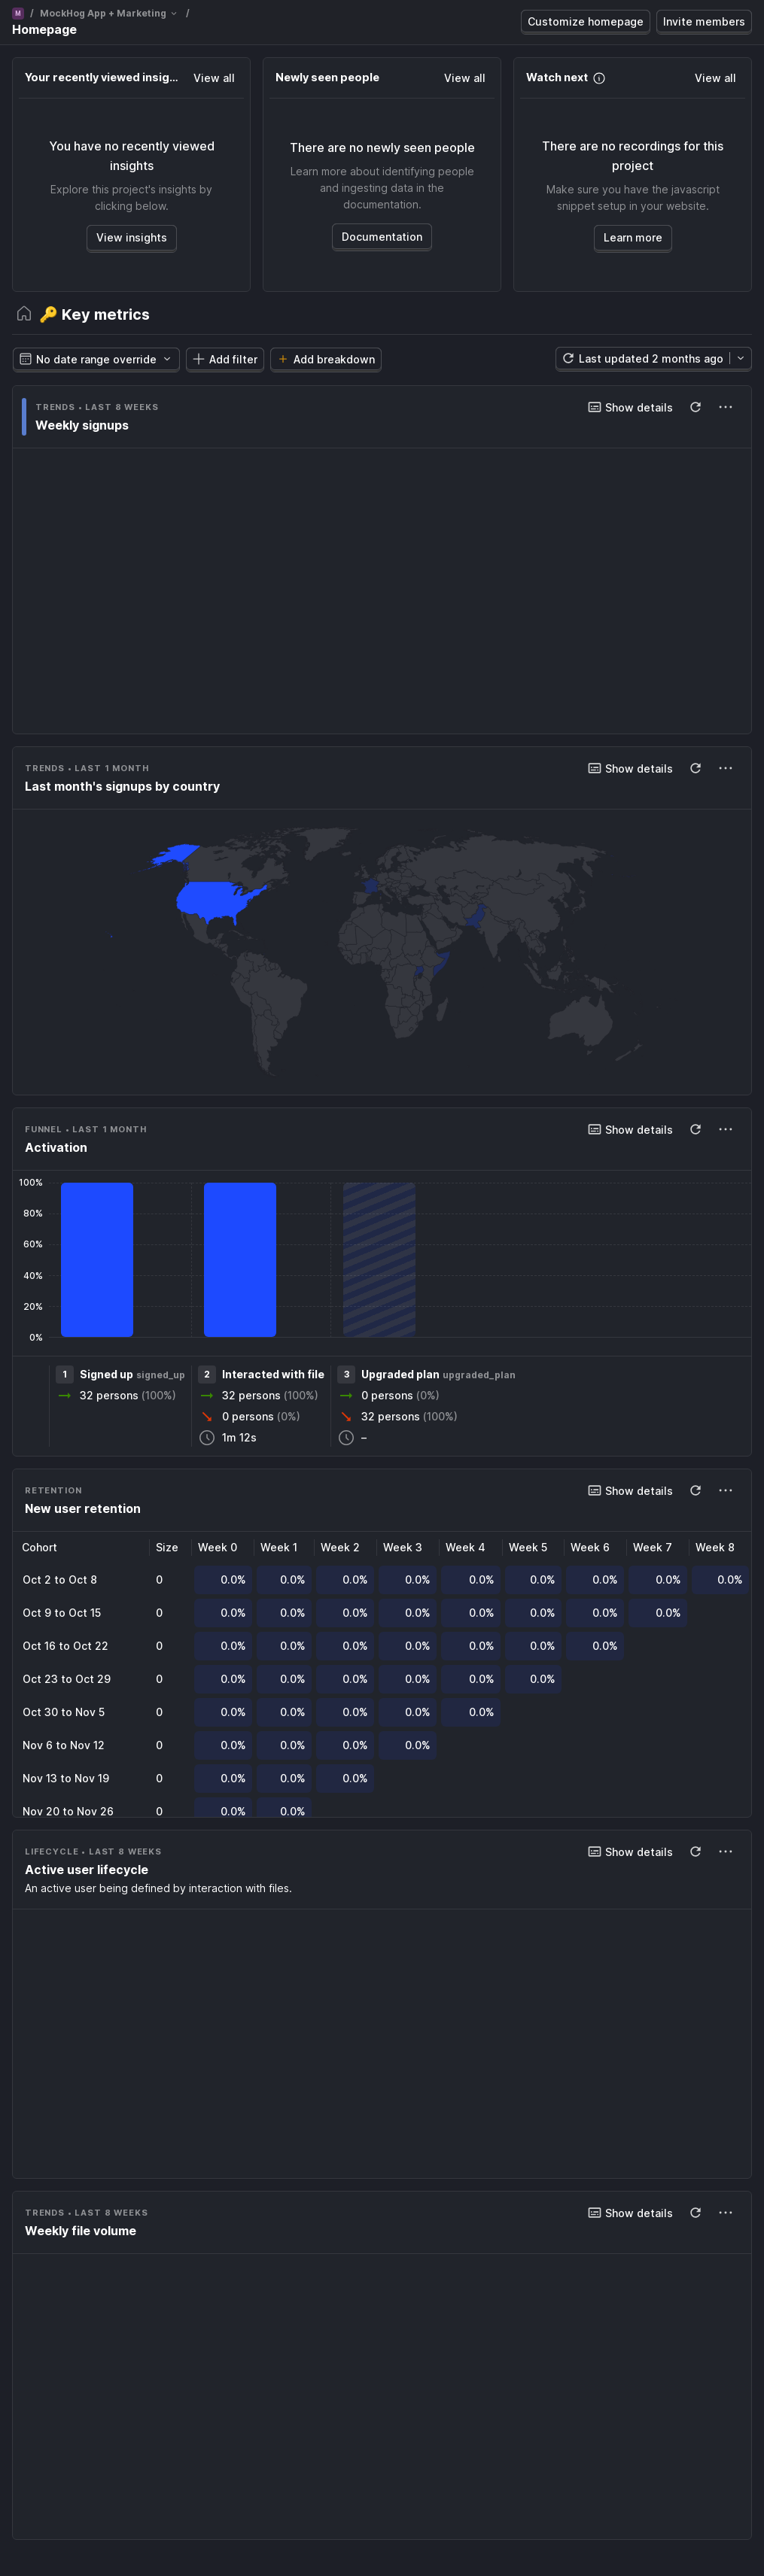 M / MockHog App + Marketing /
Homepage
Customize homepage
Invite members
Your recently viewed insig...
View all
You have no recently viewed
insights
Explore this project's insights by
clicking below.
View insights
Newly seen people
View all
There are no newly seen people
Learn more about identifying people
and ingesting data in the
documentation.
Documentation
Watch next
View all
There are no recordings for this
project
Make sure you have the javascript
snippet setup in your website.
Learn more
🔑 Key metrics
No date range override
Add filter
Add breakdown
Last updated 2 months ago
TRENDS • LAST 8 WEEKS
Show details
Weekly signups
TRENDS • LAST 1 MONTH
Show details
Last month's signups by country
FUNNEL • LAST 1 MONTH
Show details
Activation
100%
80%
60%
40%
20%
0%
1 Signed up signed_up
32 persons (100%)
2 Interacted with file
32 persons (100%)
0 persons (0%)
1m 12s
3 Upgraded plan upgraded_plan
0 persons (0%)
32 persons (100%)
–
RETENTION
Show details
New user retention
Cohort Size Week 0 Week 1 Week 2 Week 3 Week 4 Week 5 Week 6 Week 7 Week 8
Oct 2 to Oct 8 0 0.0% 0.0% 0.0% 0.0% 0.0% 0.0% 0.0% 0.0% 0.0%
Oct 9 to Oct 15 0 0.0% 0.0% 0.0% 0.0% 0.0% 0.0% 0.0% 0.0%
Oct 16 to Oct 22 0 0.0% 0.0% 0.0% 0.0% 0.0% 0.0% 0.0%
Oct 23 to Oct 29 0 0.0% 0.0% 0.0% 0.0% 0.0% 0.0%
Oct 30 to Nov 5 0 0.0% 0.0% 0.0% 0.0% 0.0%
Nov 6 to Nov 12 0 0.0% 0.0% 0.0% 0.0%
Nov 13 to Nov 19 0 0.0% 0.0% 0.0%
Nov 20 to Nov 26 0 0.0% 0.0%
LIFECYCLE • LAST 8 WEEKS
Show details
Active user lifecycle
An active user being defined by interaction with files.
TRENDS • LAST 8 WEEKS
Show details
Weekly file volume